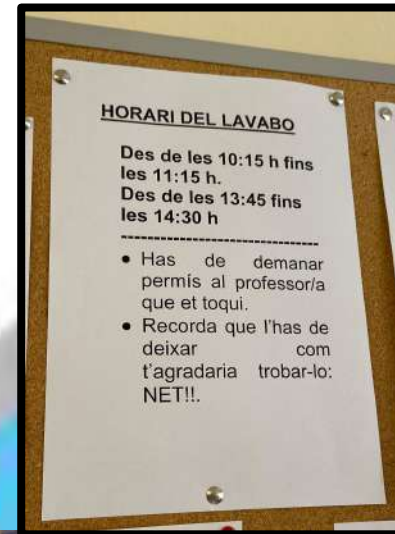 HORARI DEL LAVABO
Des de les 10:15 h fins
les 11:15 h.
Des de les 13:45 fins
les 14:30 h
--------------------------------
● Has de demanar
permís al professor/a
que et toqui.
● Recorda que l'has de
deixar com
t'agradaria trobar-lo:
NET!!.